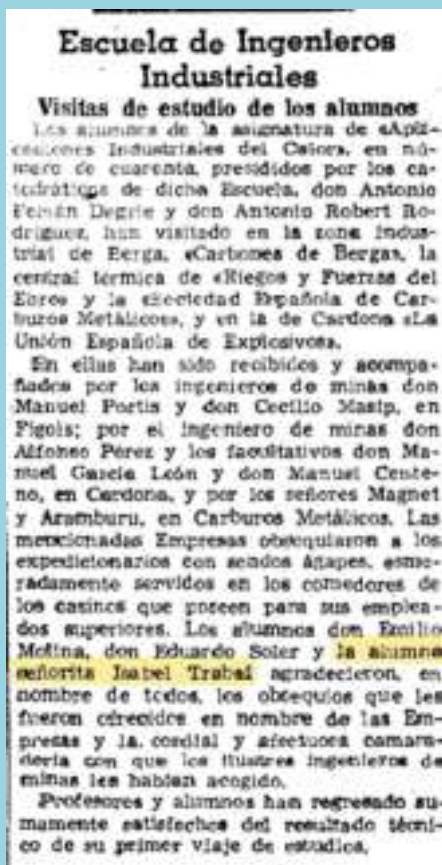 Escuela de Ingenieros
Industriales
Visitas de estudio de los alumnos
Los alumnos de la asignatura de «Apli-
caciones Industriales del Calor», en nú-
mero de cuarenta, presididos por los ca-
tedráticos de dicha Escuela, don Antonio
don Antonio Robert Ro-
dríguez, han visitado en la zona indus-
trial de Berga, «Carbones de Berga», la
central térmica de «Riegos y Fuerzas del
Ebro» y la «Sociedad Española de Car-
buros Metálicos», y en la de Cardona «La
Unión Española de Explosivos».
En ellas han sido recibidos y acompa-
ñados por los ingenieros de minas don
Manuel Portis y don Cecilio Masip, en
Figols; por el ingeniero de minas don
Alfonso Pérez y los facultativos don Ma-
nuel García León y don Manuel Cente-
no, en Cardona, y por los señores Magnet
y Aramburu, en Carburos Metálicos. Las
mencionadas Empresas obsequiaron a los
expedicionarios con sendos ágapes, esme-
radamente servidos en los comedores de
los casinos que poseen para sus emplea-
dos superiores. Los alumnos don Emilio
Molina, don Eduardo Soler y la alumna
señorita Isabel Trabal agradecieron, en
nombre de todos, los obsequios que les
fueron ofrecidos en nombre de las Em-
presas y la cordial y afectuosa camara-
dería con que los ilustres ingenieros de
minas les habían acogido.
Profesores y alumnos han regresado su-
mamente satisfechos del resultado técni-
co de su primer viaje de estudios.